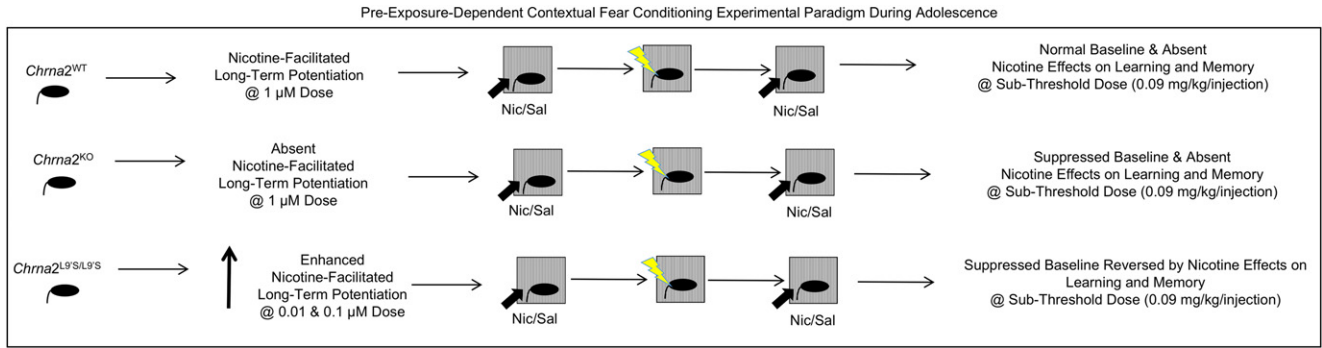 Pre-Exposure-Dependent Contextual Fear Conditioning Experimental Paradigm During Adolescence
Chrna2WT
Nicotine-Facilitated
Long-Term Potentiation
@ 1 μM Dose
Nic/Sal
Nic/Sal
Normal Baseline & Absent
Nicotine Effects on Learning and Memory
@ Sub-Threshold Dose (0.09 mg/kg/injection)
Chrna2KO
Absent
Nicotine-Facilitated
Long-Term Potentiation
@ 1 μM Dose
Nic/Sal
Nic/Sal
Suppressed Baseline & Absent
Nicotine Effects on Learning and Memory
@ Sub-Threshold Dose (0.09 mg/kg/injection)
Chrna2L9'S/L9'S
Enhanced
Nicotine-Facilitated
Long-Term Potentiation
@ 0.01 & 0.1 μM Dose
Nic/Sal
Nic/Sal
Suppressed Baseline Reversed by Nicotine Effects on
Learning and Memory
@ Sub-Threshold Dose (0.09 mg/kg/injection)